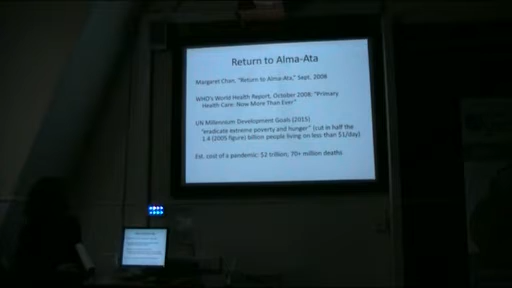 Return to Alma-Ata
Margaret Chan, "Return to Alma-Ata," Sept. 2008
WHO's World Health Report, October 2008: "Primary
Health Care: Now More Than Ever"
UN Millennium Development Goals (2015)
"eradicate extreme poverty and hunger" (cut in half the
1.4 (2005 figure) billion people living on less than $1/day)
Est. cost of a pandemic: $2 trillion, 70+ million deaths